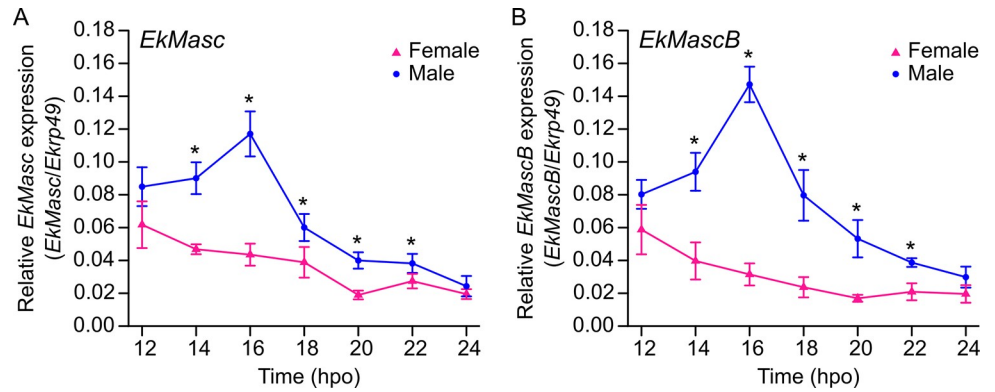 A
EkMasc
Female
Male
Relative EkMasc expression
(EkMasc/Ekrp49)
0.18
0.16
0.14
0.12
0.10
0.08
0.06
0.04
0.02
0.00
*
*
*
*
*
12 14 16 18 20 22 24
Time (hpo)
B
EkMascB
Female
Male
Relative EkMascB expression
(EkMascB/Ekrp49)
0.18
0.16
0.14
0.12
0.10
0.08
0.06
0.04
0.02
0.00
*
*
*
*
*
12 14 16 18 20 22 24
Time (hpo)